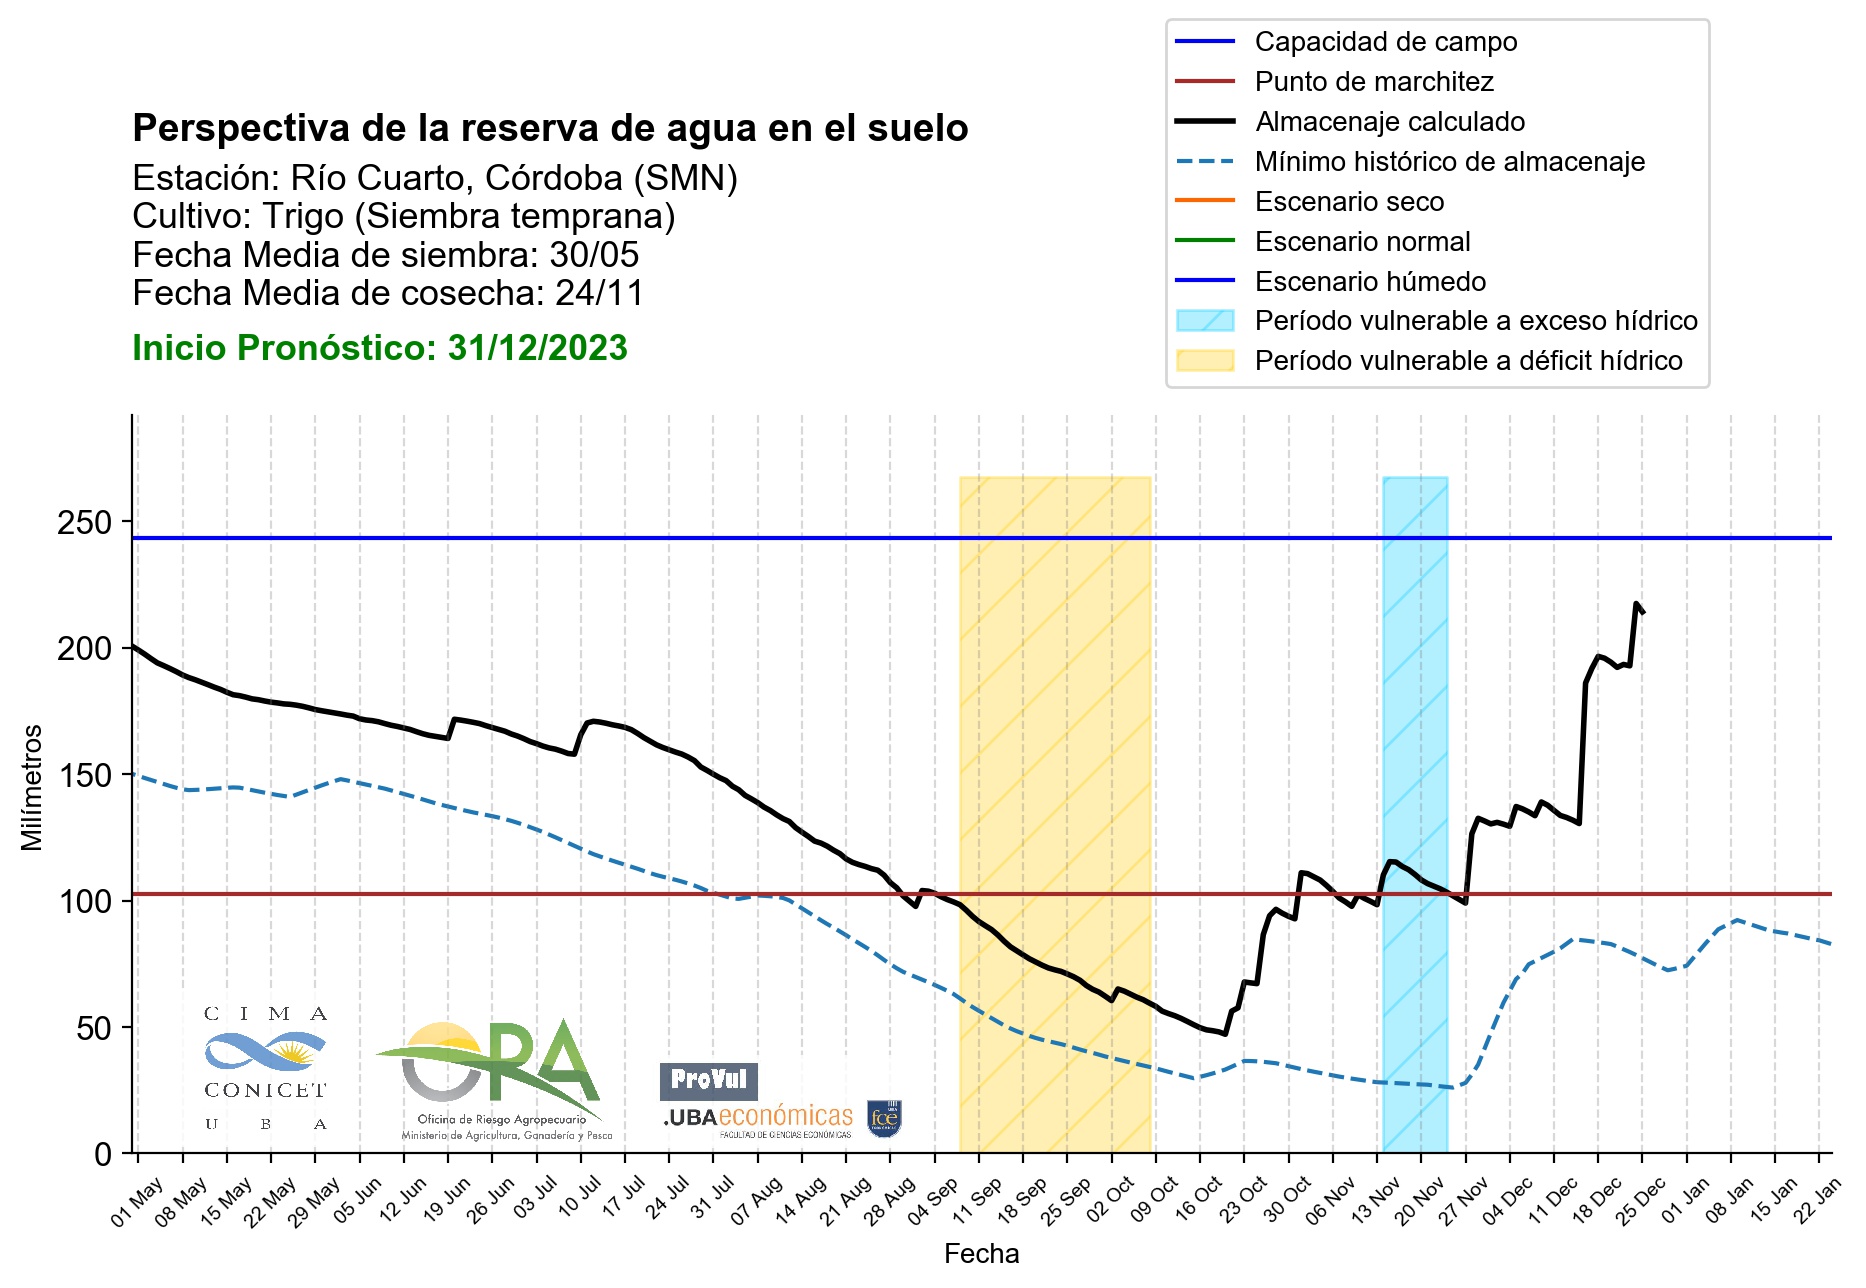 Capacidad de campo
Punto de marchitez
Almacenaje calculado
Mínimo histórico de almacenaje
Escenario seco
Escenario normal
Escenario húmedo
Período vulnerable a exceso hídrico
Período vulnerable a déficit hídrico
Perspectiva de la reserva de agua en el suelo
Estación: Río Cuarto, Córdoba (SMN)
Cultivo: Trigo (Siembra temprana)
Fecha Media de siembra: 30/05
Fecha Media de cosecha: 24/11
Inicio Pronóstico: 31/12/2023
Milímetros
250
200
150
100
50
0
C I M A
CONICET
U B A
ORA
Oficina de Riesgo Agropecuario
Ministerio de Agricultura, Ganadería y Pesca
ProVul
.UBAeconómicas
FACULTAD DE CIENCIAS ECONÓMICAS
fce
01 May
08 May
15 May
22 May
29 May
05 Jun
12 Jun
19 Jun
26 Jun
03 Jul
10 Jul
17 Jul
24 Jul
31 Jul
07 Aug
14 Aug
21 Aug
28 Aug
04 Sep
11 Sep
18 Sep
25 Sep
02 Oct
09 Oct
16 Oct
23 Oct
30 Oct
06 Nov
13 Nov
20 Nov
27 Nov
04 Dec
11 Dec
18 Dec
25 Dec
01 Jan
08 Jan
15 Jan
22 Jan
Fecha